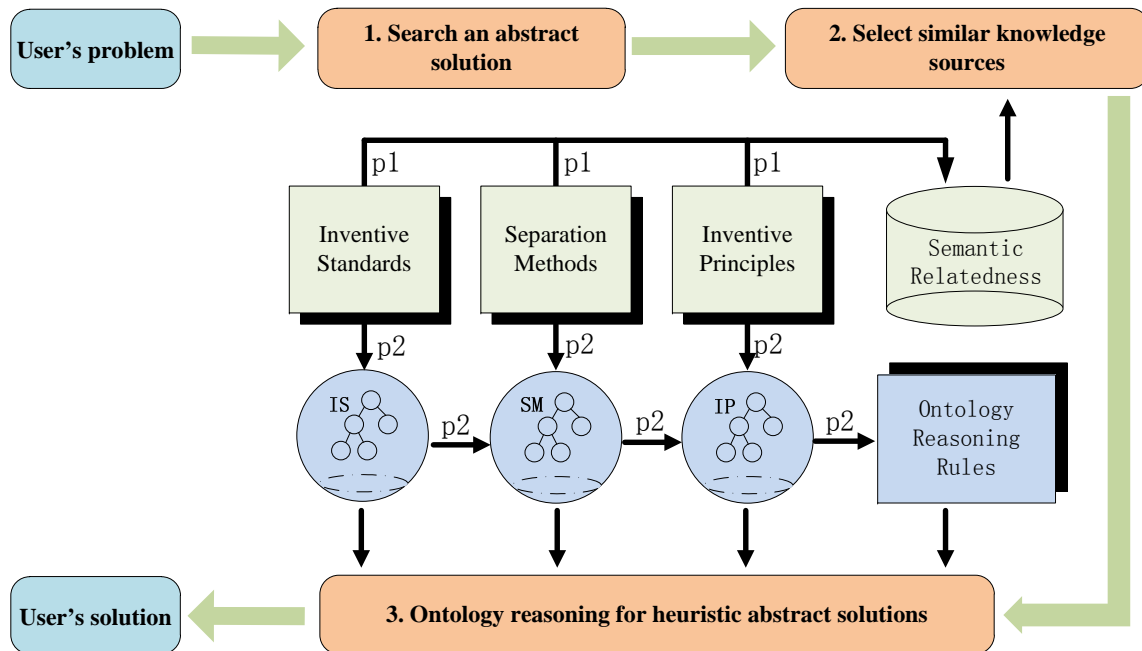 User's problem
1. Search an abstract
solution
2. Select similar knowledge
sources
p1
p1
p1
Inventive
Standards
Separation
Methods
Inventive
Principles
Semantic
Relatedness
p2
p2
p2
IS
SM
IP
p2
p2
p2
Ontology
Reasoning
Rules
User's solution
3. Ontology reasoning for heuristic abstract solutions